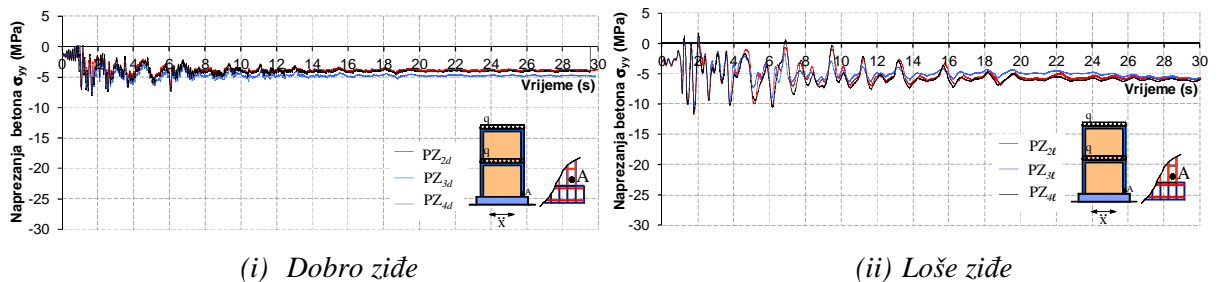 Naprezanja betona σyy (MPa)
5
0
-5
-10
-15
-20
-25
-30
0 2 4 6 8 10 12 14 16 18 20 22 24 26 28 30
Vrijeme (s)
PZ2d
PZ3d
PZ4d
q
q
A
A
ẍ
(i) Dobro ziđe
Naprezanja betona σyy (MPa)
5
0
-5
-10
-15
-20
-25
-30
0 2 4 6 8 10 12 14 16 18 20 22 24 26 28 30
Vrijeme (s)
PZ2ℓ
PZ3ℓ
PZ4ℓ
q
q
A
A
ẍ
(ii) Loše ziđe